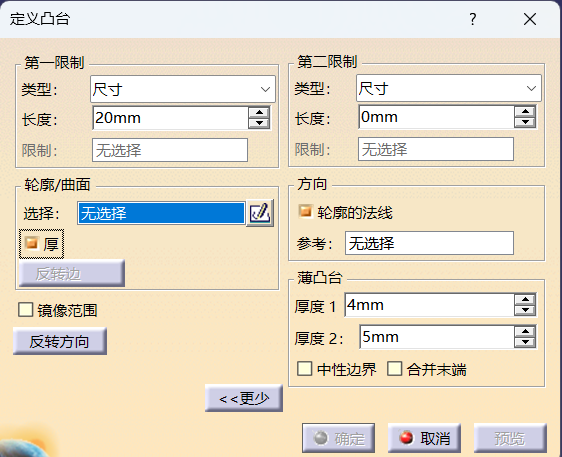 定义凸台
?
第一限制
类型： 尺寸
长度： 20mm
限制： 无选择
轮廓/曲面
选择： 无选择
厚
反转边
镜像范围
反转方向
第二限制
类型： 尺寸
长度： 0mm
限制： 无选择
方向
轮廓的法线
参考： 无选择
薄凸台
厚度 1 4mm
厚度 2： 5mm
中性边界 合并末端
<<更少
确定 取消 预览